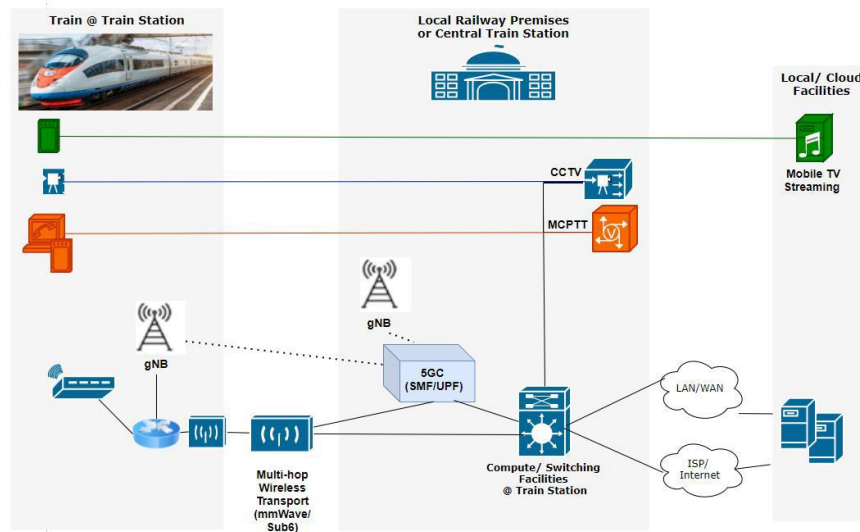 Train @ Train Station
Local Railway Premises
or Central Train Station
Local/ Cloud
Facilities
Mobile TV
Streaming
CCTV
MCPTT
gNB
gNB
5GC
(SMF/UPF)
LAN/WAN
ISP/
Internet
Multi-hop
Wireless
Transport
(mmWave/
Sub6)
Compute/ Switching
Facilities
@ Train Station
V